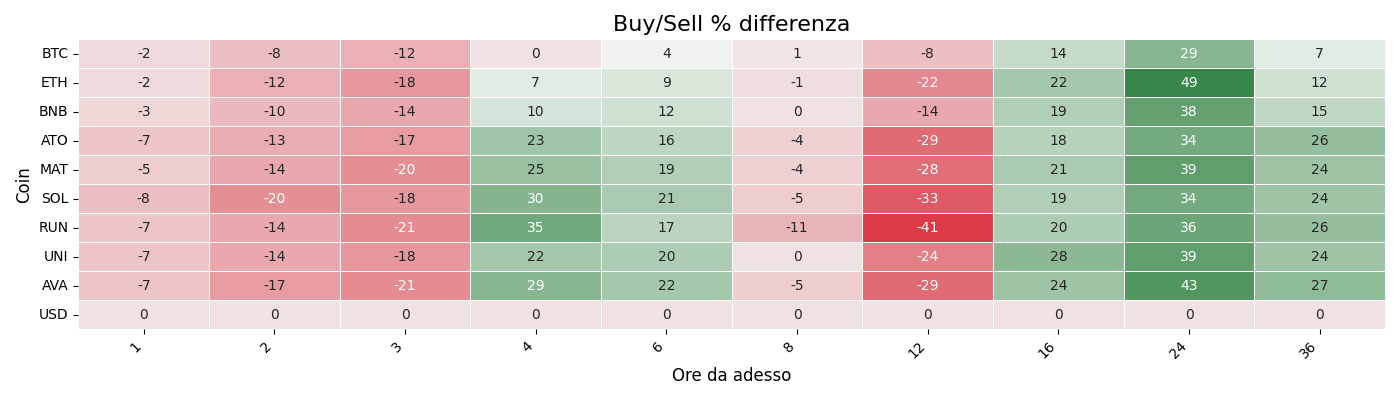 Buy/Sell % differenza
Coin
BTC -2 -8 -12 0 4 1 -8 14 29 7
ETH -2 -12 -18 7 9 -1 -22 22 49 12
BNB -3 -10 -14 10 12 0 -14 19 38 15
ATO -7 -13 -17 23 16 -4 -29 18 34 26
MAT -5 -14 -20 25 19 -4 -28 21 39 24
SOL -8 -20 -18 30 21 -5 -33 19 34 24
RUN -7 -14 -21 35 17 -11 -41 20 36 26
UNI -7 -14 -18 22 20 0 -24 28 39 24
AVA -7 -17 -21 29 22 -5 -29 24 43 27
USD 0 0 0 0 0 0 0 0 0 0
1 2 3 4 6 8 12 16 24 36
Ore da adesso